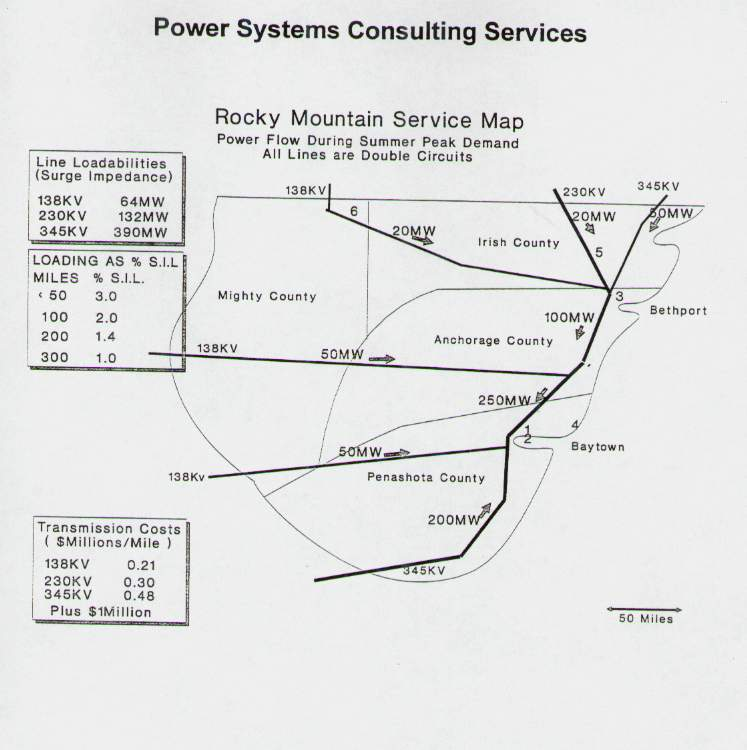 Power Systems Consulting Services
Rocky Mountain Service Map
Power Flow During Summer Peak Demand
All Lines are Double Circuits
Line Loadabilities
(Surge Impedance)
138KV 64MW
230KV 132MW
345KV 390MW
LOADING AS % S.I.L
MILES % S.I.L.
< 50 3.0
100 2.0
200 1.4
300 1.0
138KV
230KV
345KV
6
20MW
Irish County
20MW
50MW
5
Mighty County
3
Bethport
100MW
Anchorage County
138KV
50MW
250MW
1
2
4
Baytown
50MW
138Kv
Penashota County
200MW
345KV
Transmission Costs
( $Millions/Mile )
138KV 0.21
230KV 0.30
345KV 0.48
Plus $1Million
50 Miles